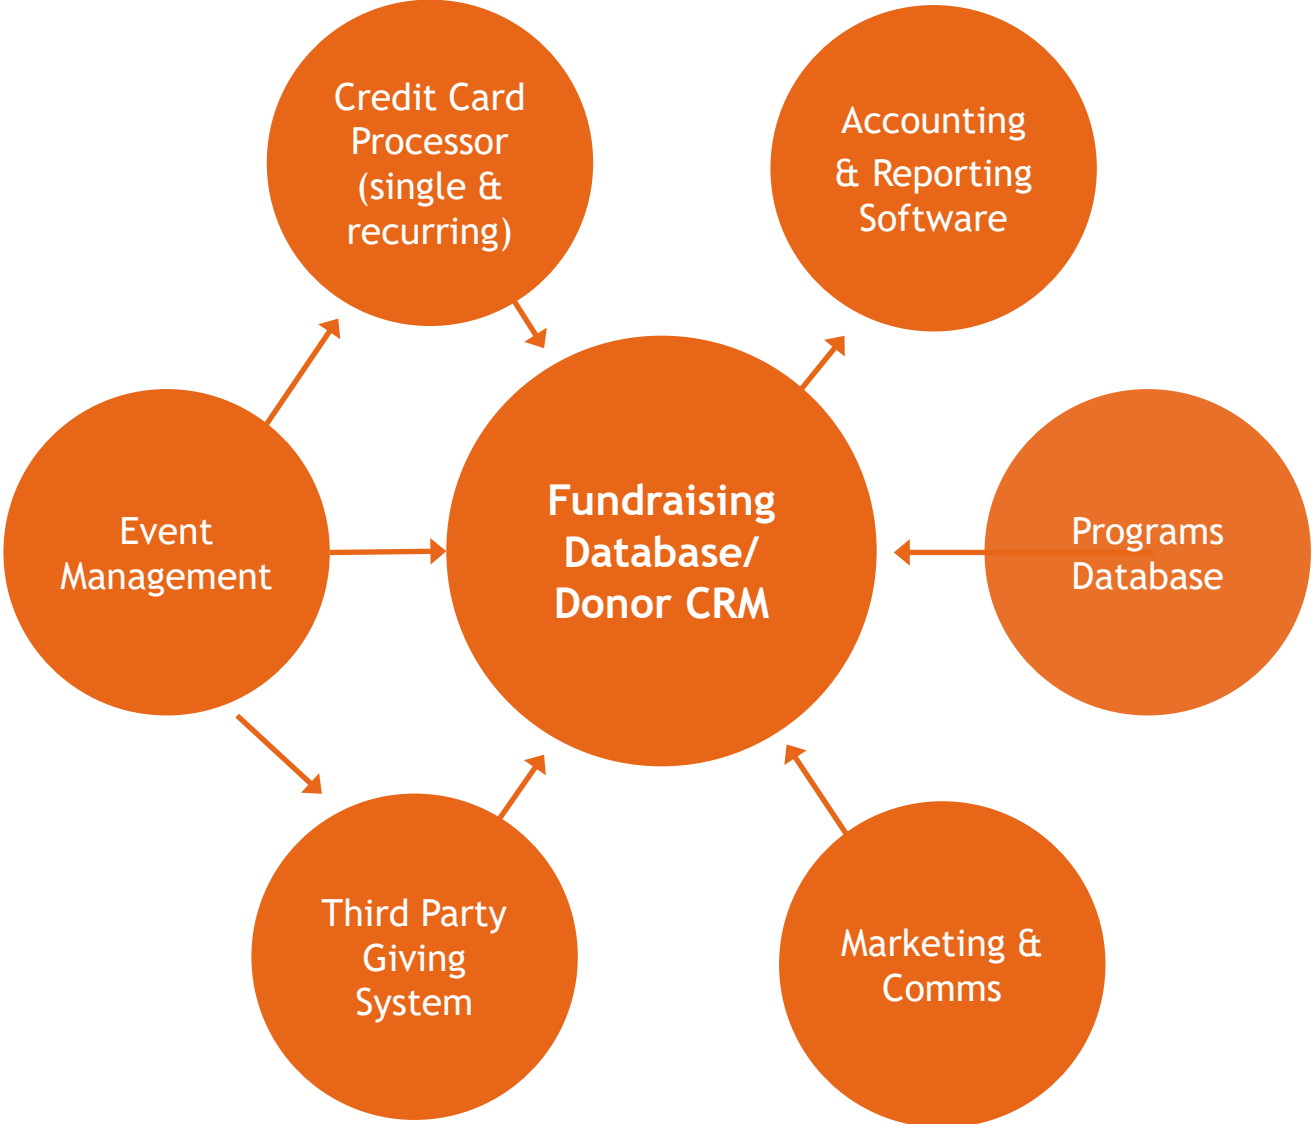 Credit Card
Processor
(single &
recurring)
Accounting
& Reporting
Software
Event
Management
Fundraising
Database/
Donor CRM
Programs
Database
Third Party
Giving
System
Marketing &
Comms